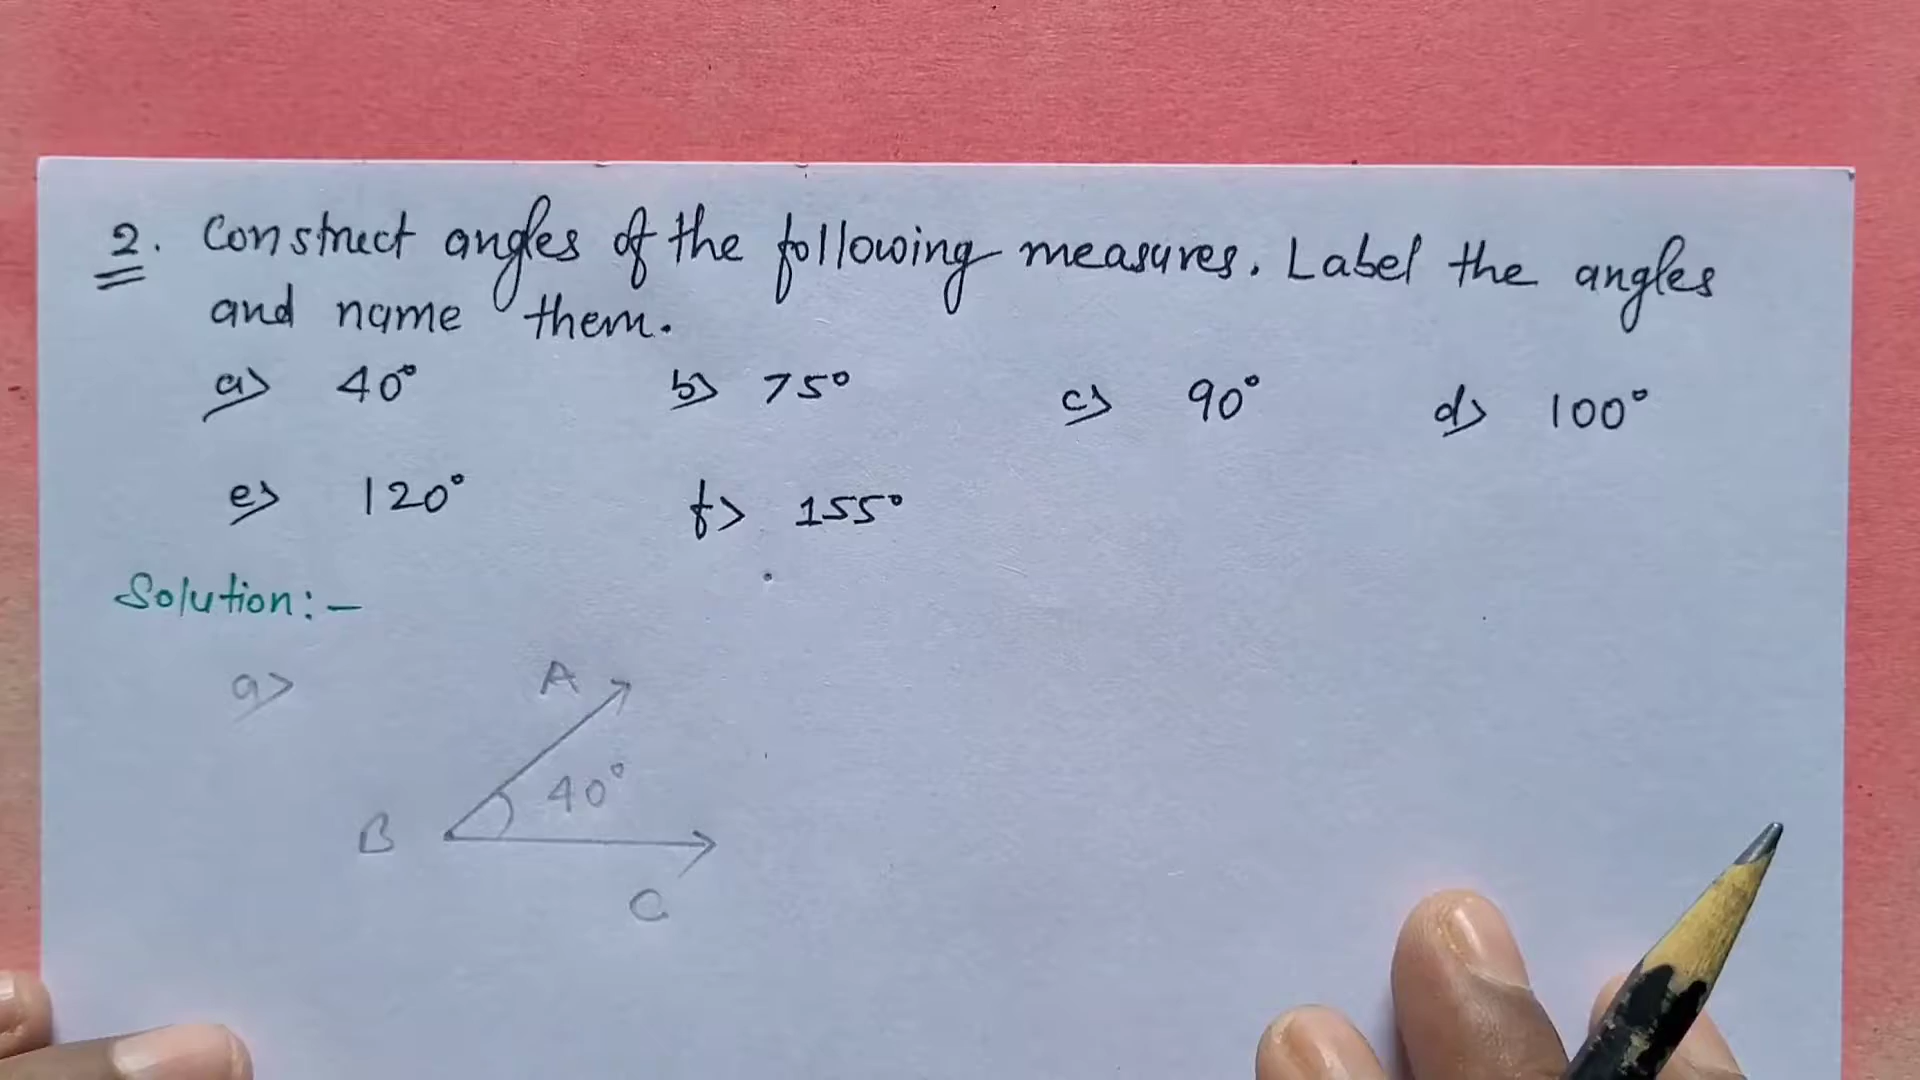 2. Construct angles of the following measures. Label the angles
and name them.
a) 40° b) 75° c) 90° d) 100°
e) 120° f) 155°
Solution:-
a)
A
40°
B
C